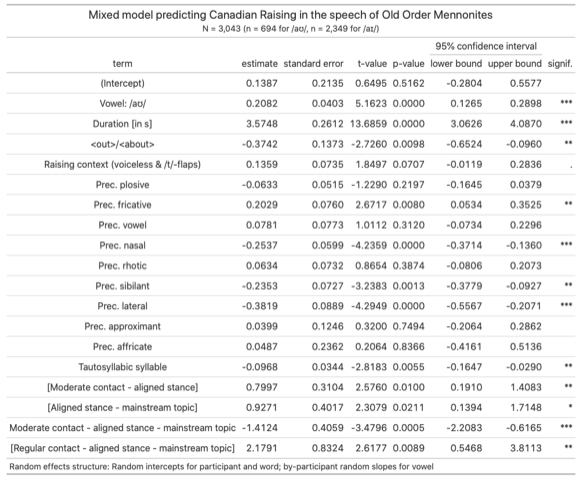 Mixed model predicting Canadian Raising in the speech of Old Order Mennonites
N = 3,043 (n = 694 for /aʊ/, n = 2,349 for /aɪ/)
95% confidence interval
term estimate standard error t-value p-value lower bound upper bound signif.
(Intercept) 0.1387 0.2135 0.6495 0.5162 -0.2804 0.5577
Vowel: /aʊ/ 0.2082 0.0403 5.1623 0.0000 0.1265 0.2898 ***
Duration [in s] 3.5748 0.2612 13.6859 0.0000 3.0626 4.0870 ***
<out>/<about> -0.3742 0.1373 -2.7260 0.0098 -0.6524 -0.0960 **
Raising context (voiceless & /t/-flaps) 0.1359 0.0735 1.8497 0.0707 -0.0119 0.2836 .
Prec. plosive -0.0633 0.0515 -1.2290 0.2197 -0.1645 0.0379
Prec. fricative 0.2029 0.0760 2.6717 0.0080 0.0534 0.3525 **
Prec. vowel 0.0781 0.0773 1.0112 0.3120 -0.0734 0.2296
Prec. nasal -0.2537 0.0599 -4.2359 0.0000 -0.3714 -0.1360 ***
Prec. rhotic 0.0634 0.0732 0.8654 0.3874 -0.0806 0.2073
Prec. sibilant -0.2353 0.0727 -3.2383 0.0013 -0.3779 -0.0927 **
Prec. lateral -0.3819 0.0889 -4.2949 0.0000 -0.5567 -0.2071 ***
Prec. approximant 0.0399 0.1246 0.3200 0.7494 -0.2064 0.2862
Prec. affricate 0.0487 0.2362 0.2064 0.8366 -0.4161 0.5136
Tautosyllabic syllable -0.0968 0.0344 -2.8183 0.0055 -0.1647 -0.0290 **
[Moderate contact - aligned stance] 0.7997 0.3104 2.5760 0.0100 0.1910 1.4083 **
[Aligned stance - mainstream topic] 0.9271 0.4017 2.3079 0.0211 0.1394 1.7148 *
Moderate contact - aligned stance - mainstream topic -1.4124 0.4059 -3.4796 0.0005 -2.2083 -0.6165 ***
[Regular contact - aligned stance - mainstream topic] 2.1791 0.8324 2.6177 0.0089 0.5468 3.8113 **
Random effects structure: Random intercepts for participant and word; by-participant random slopes for vowel